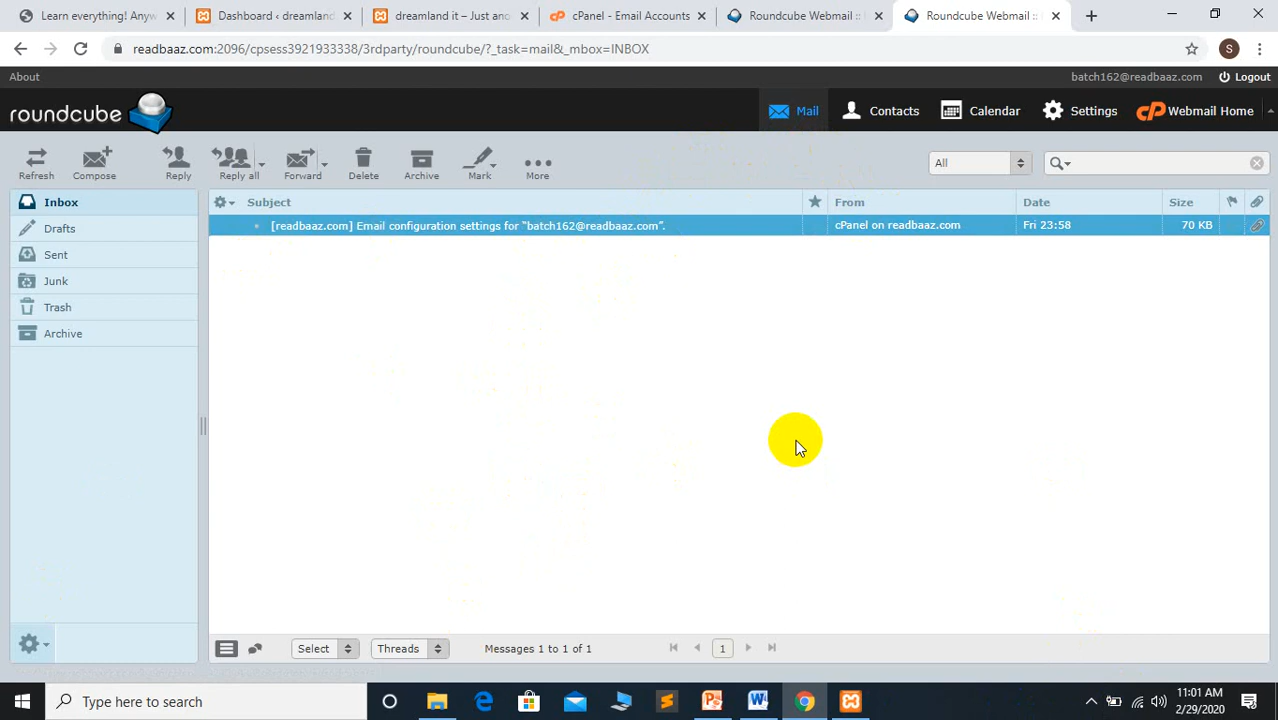 Learn everything! Anyw
Dashboard ‹ dreamland
dreamland it – Just ano
cPanel - Email Accounts
Roundcube Webmail ::
Roundcube Webmail ::
readbaaz.com:2096/cpsess3921933338/3rdparty/roundcube/?_task=mail&_mbox=INBOX
S
About
batch162@readbaaz.com
Logout
roundcube
Mail
Contacts
Calendar
Settings
cP Webmail Home
Refresh
Compose
Reply
Reply all
Forward
Delete
Archive
Mark
More
All
Inbox
Drafts
Sent
Junk
Trash
Archive
Subject
From
Date
Size
[readbaaz.com] Email configuration settings for “batch162@readbaaz.com”.
cPanel on readbaaz.com
Fri 23:58
70 KB
Select
Threads
Messages 1 to 1 of 1
1
Type here to search
11:01 AM
2/29/2020